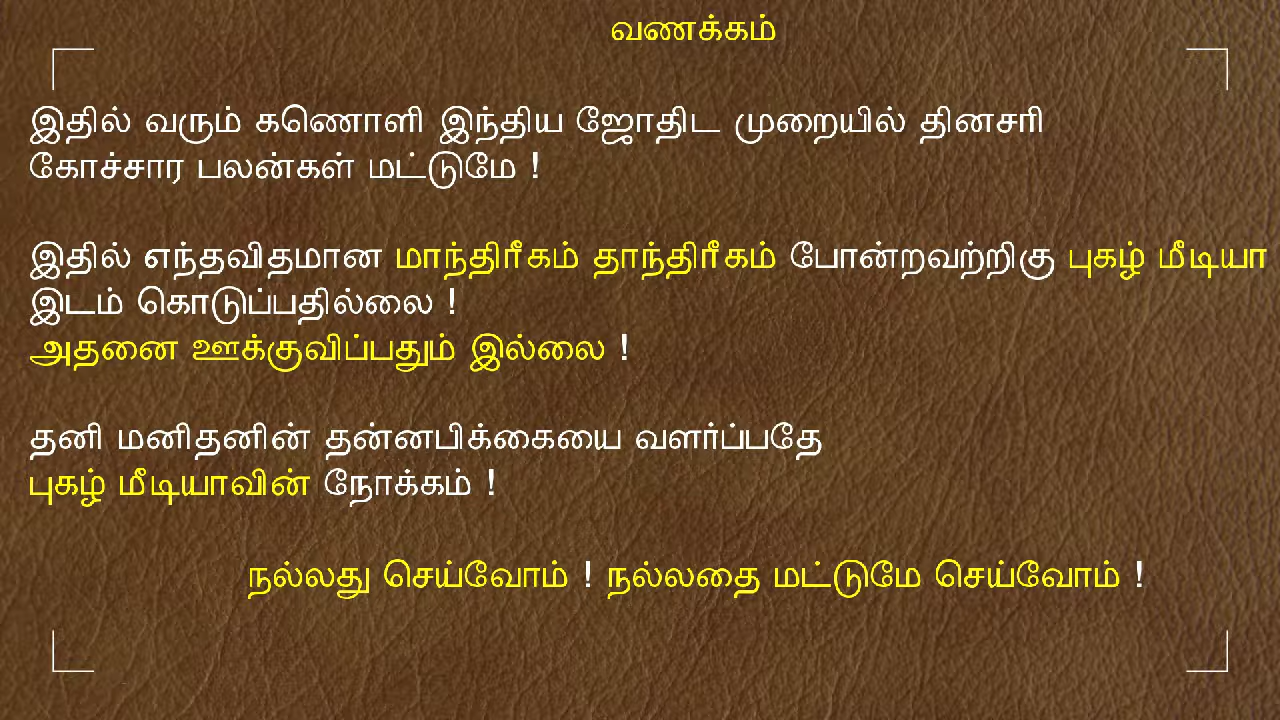 வணக்கம்
இதில் வரும் கணொளி இந்திய ஜோதிட முறையில் தினசரி
கோச்சார பலன்கள் மட்டுமே !
இதில் எந்தவிதமான மாந்திரீகம் தாந்திரீகம் போன்றவற்றிகு புகழ் மீடியா
இடம் கொடுப்பதில்லை !
அதனை ஊக்குவிப்பதும் இல்லை !
தனி மனிதனின் தன்னபிக்கையை வளர்ப்பதே
புகழ் மீடியாவின் நோக்கம் !
நல்லது செய்வோம் ! நல்லதை மட்டுமே செய்வோம் !